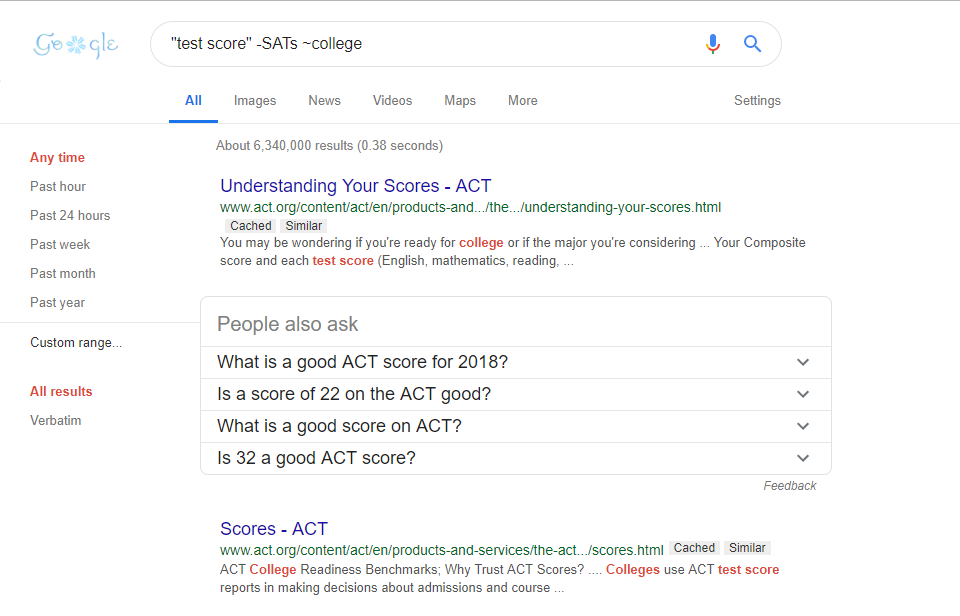 Google
"test score" -SATs ~college
All Images News Videos Maps More Settings
About 6,340,000 results (0.38 seconds)
Any time
Past hour
Past 24 hours
Past week
Past month
Past year
Custom range...
All results
Verbatim
Understanding Your Scores - ACT
www.act.org/content/act/en/products-and.../the.../understanding-your-scores.html
Cached Similar
You may be wondering if you're ready for college or if the major you're considering ... Your Composite
score and each test score (English, mathematics, reading, ...
People also ask
What is a good ACT score for 2018?
Is a score of 22 on the ACT good?
What is a good score on ACT?
Is 32 a good ACT score?
Feedback
Scores - ACT
www.act.org/content/act/en/products-and-services/the-act.../scores.html Cached Similar
ACT College Readiness Benchmarks; Why Trust ACT Scores? .... Colleges use ACT test score
reports in making decisions about admissions and course ...